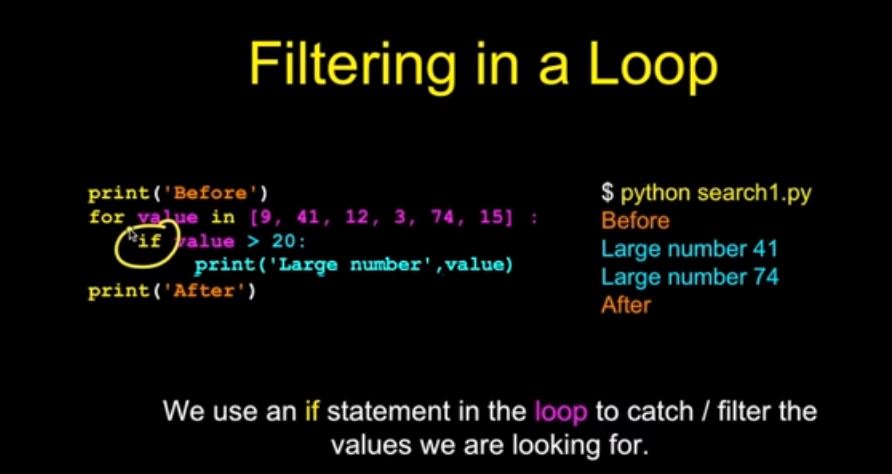 Filtering in a Loop
print('Before')
for value in [9, 41, 12, 3, 74, 15] :
if value > 20:
print('Large number',value)
print('After')
$ python search1.py
Before
Large number 41
Large number 74
After
We use an if statement in the loop to catch / filter the
values we are looking for.